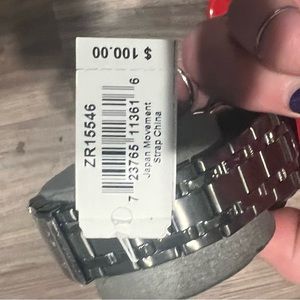 $ 100.00
ZR15546
7 23765 11361 6
Japan Movement
Strap China